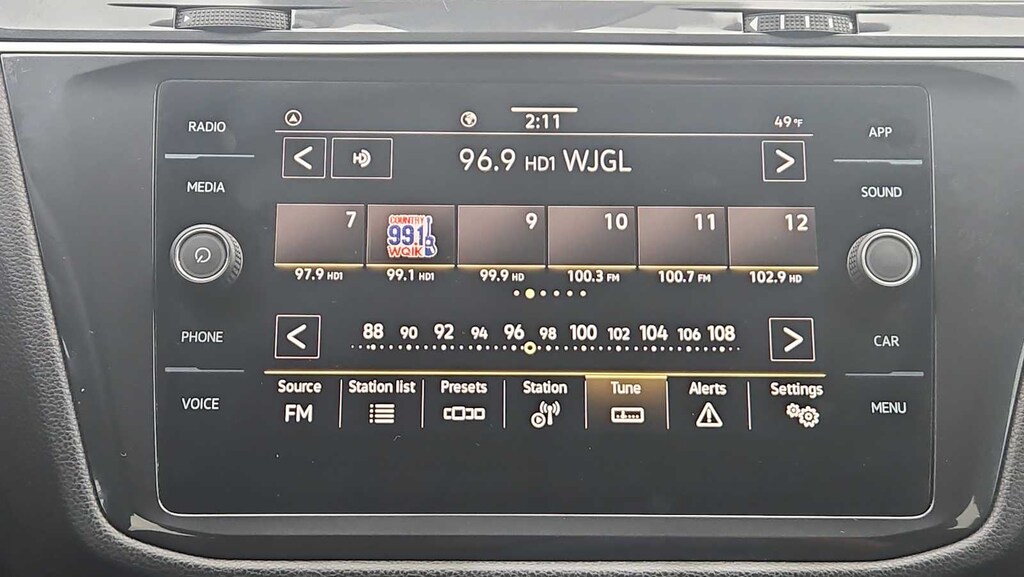 RADIO
MEDIA
PHONE
VOICE
2:11
49°F
96.9 HD1 WJGL
7
COUNTRY
99.1
WQIK
9
10
11
12
97.9 HD1
99.1 HD1
99.9 HD
100.3 FM
100.7 FM
102.9 HD
88 90 92 94 96 98 100 102 104 106 108
Source
FM
Station list
Presets
Station
Tune
Alerts
Settings
APP
SOUND
CAR
MENU